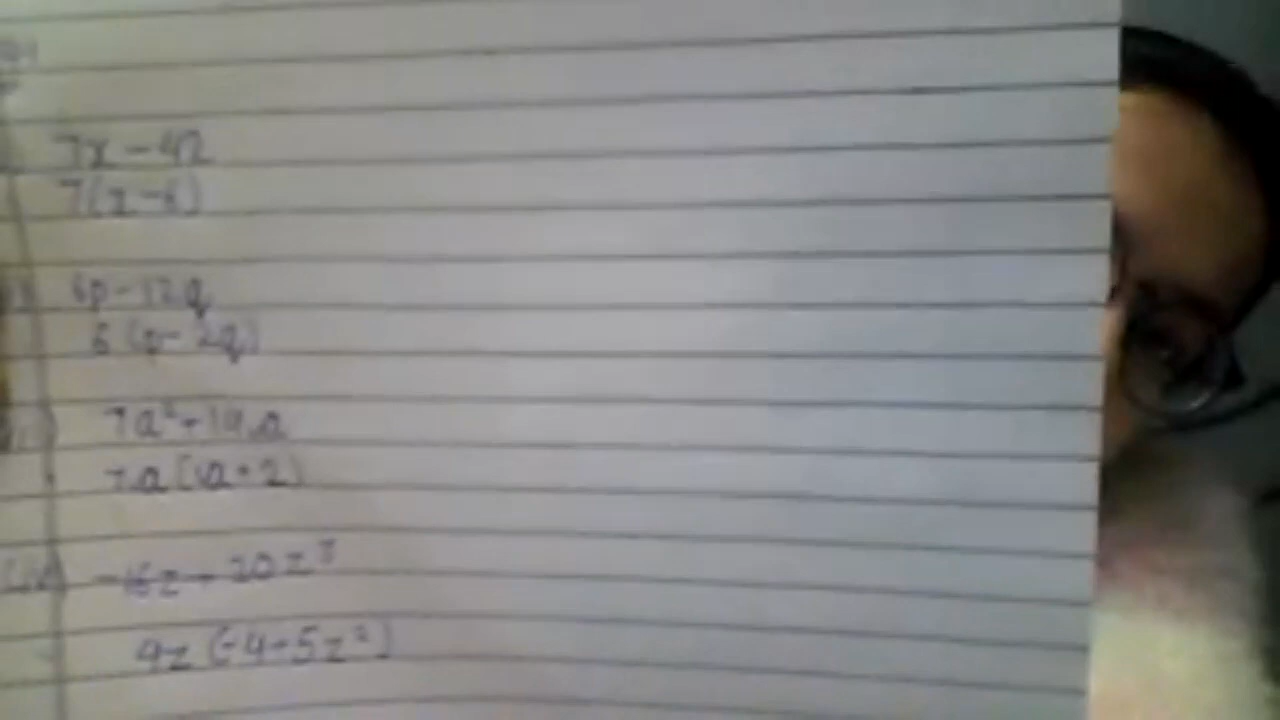 7x - 42
7(x - 6)
6p - 12q
6(p - 2q)
7a² + 14a
7a(a + 2)
-16z + 20z³
4z(-4+5z²)